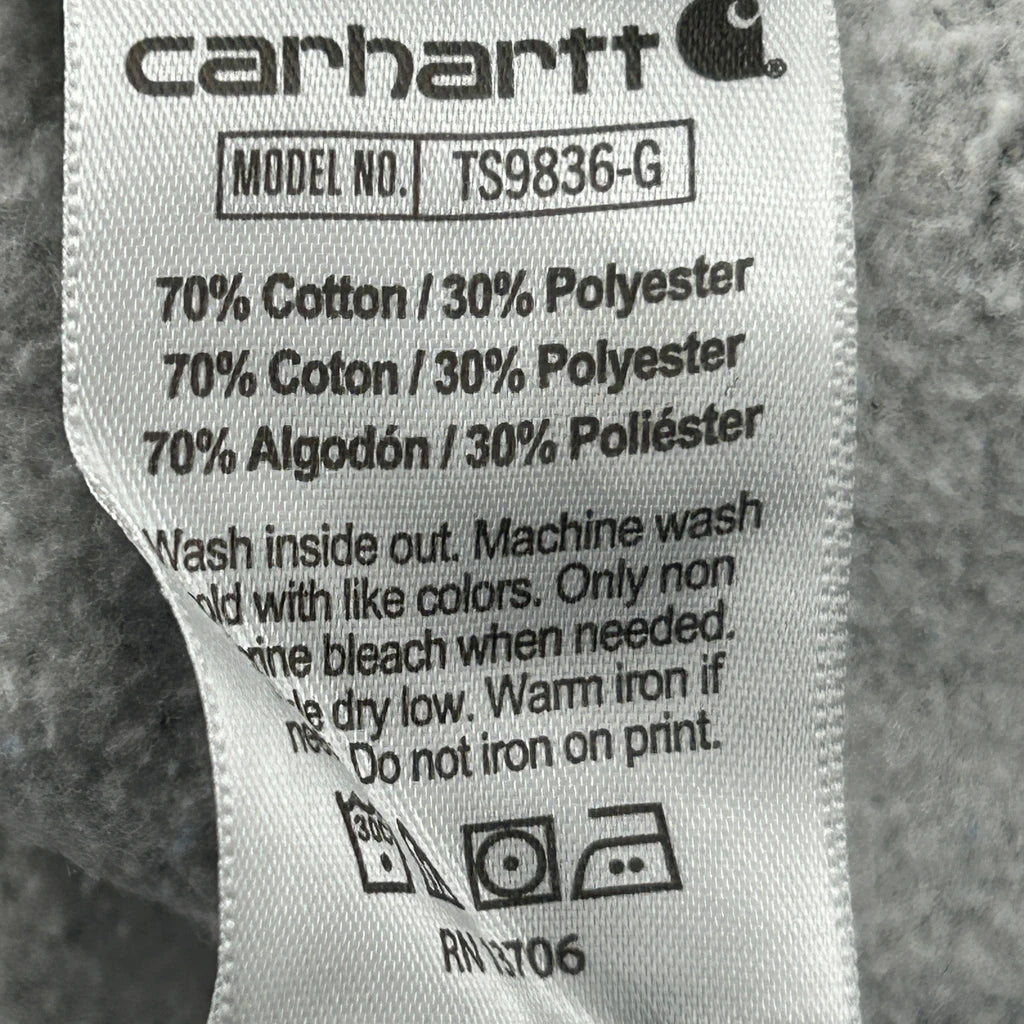 carhartt
MODEL NO. TS9836-G
70% Cotton / 30% Polyester
70% Coton / 30% Polyester
70% Algodón / 30% Poliéster
Wash inside out. Machine wash
with like colors. Only non
bleach when needed.
dry low. Warm iron if
Do not iron on print.
RN 13706